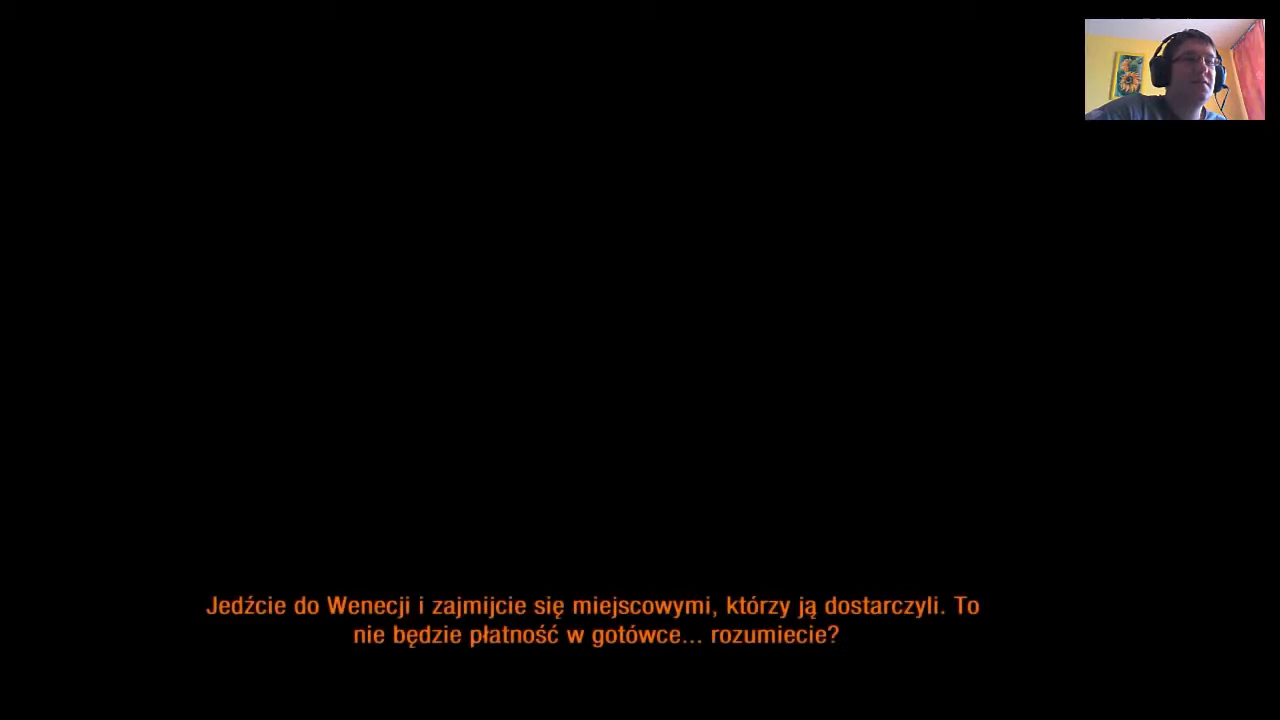 Jedźcie do Wenecji i zajmijcie się miejscowymi, którzy ją dostarczyli. To
nie będzie płatność w gotówce... rozumiecie?